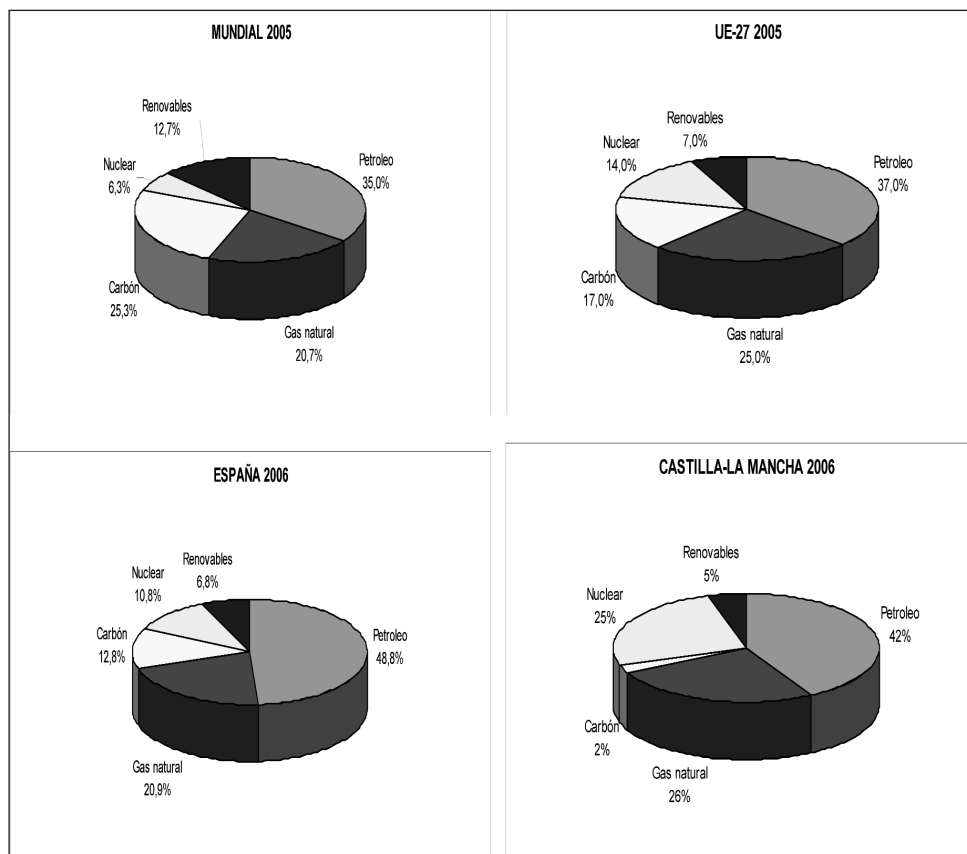 MUNDIAL 2005
Renovables
12,7%
Nuclear
6,3%
Petroleo
35,0%
Carbón
25,3%
Gas natural
20,7%
UE-27 2005
Renovables
7,0%
Nuclear
14,0%
Petroleo
37,0%
Carbón
17,0%
Gas natural
25,0%
ESPAÑA 2006
Renovables
6,8%
Nuclear
10,8%
Carbón
12,8%
Petroleo
48,8%
Gas natural
20,9%
CASTILLA-LA MANCHA 2006
Renovables
5%
Nuclear
25%
Petroleo
42%
Carbón
2%
Gas natural
26%